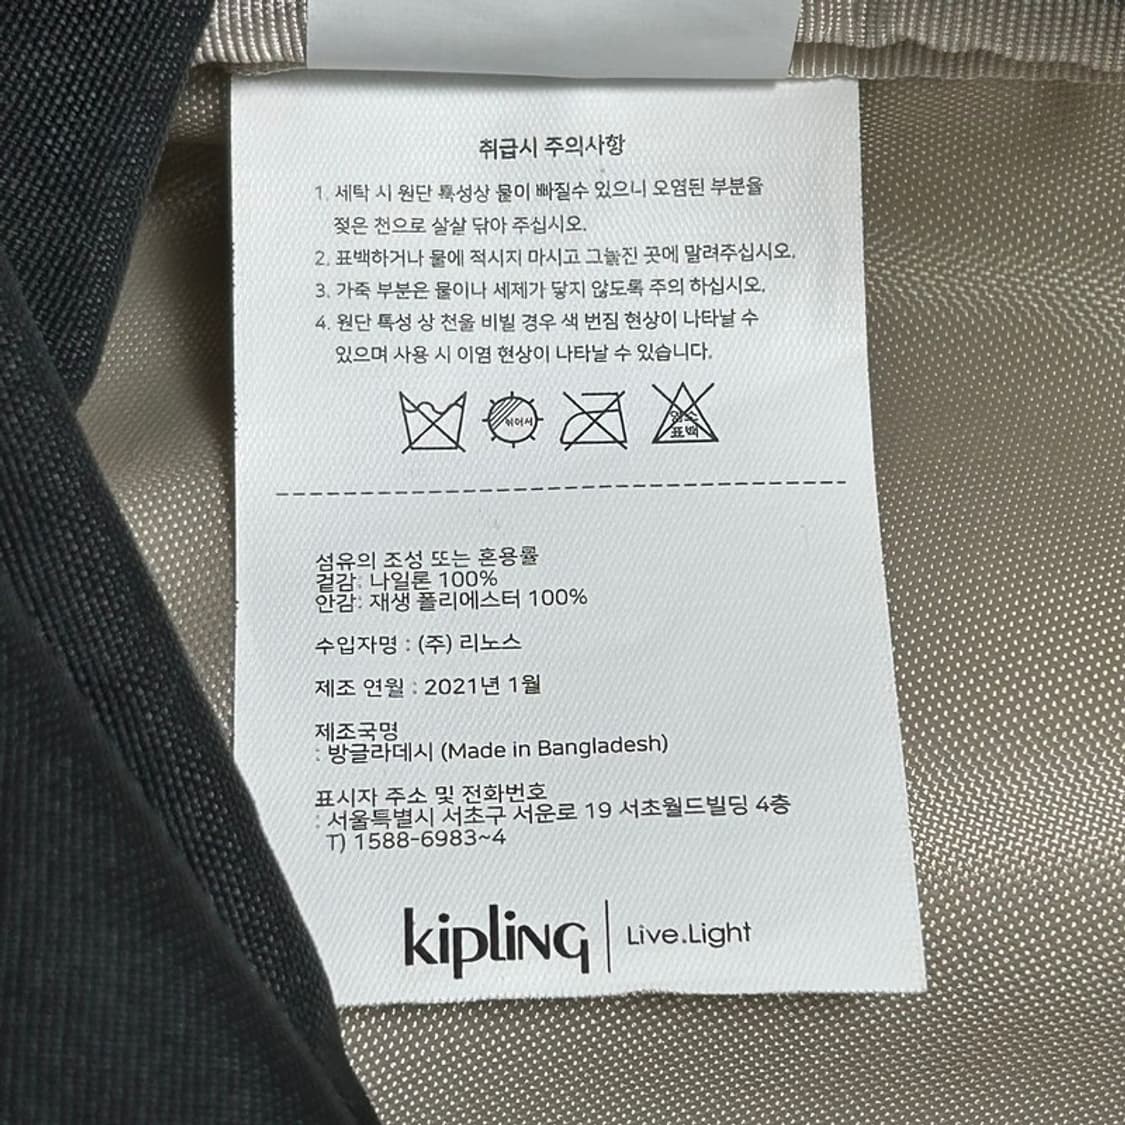 취급시 주의사항
1. 세탁 시 원단 특성상 물이 빠질수 있으니 오염된 부분을
젖은 천으로 살살 닦아 주십시오.
2. 표백하거나 물에 적시지 마시고 그늘진 곳에 말려주십시오.
3. 가죽 부분은 물이나 세제가 닿지 않도록 주의 하십시오.
4. 원단 특성 상 천을 비빌 경우 색 번짐 현상이 나타날 수
있으며 사용 시 이염 현상이 나타날 수 있습니다.
뉘어서
염소
표백
섬유의 조성 또는 혼용률
겉감: 나일론 100%
안감: 재생 폴리에스터 100%
수입자명 : (주) 리노스
제조 연월 : 2021년 1월
제조국명
: 방글라데시 (Made in Bangladesh)
표시자 주소 및 전화번호
: 서울특별시 서초구 서운로 19 서초월드빌딩 4층
T) 1588-6983~4
kipling | Live.Light